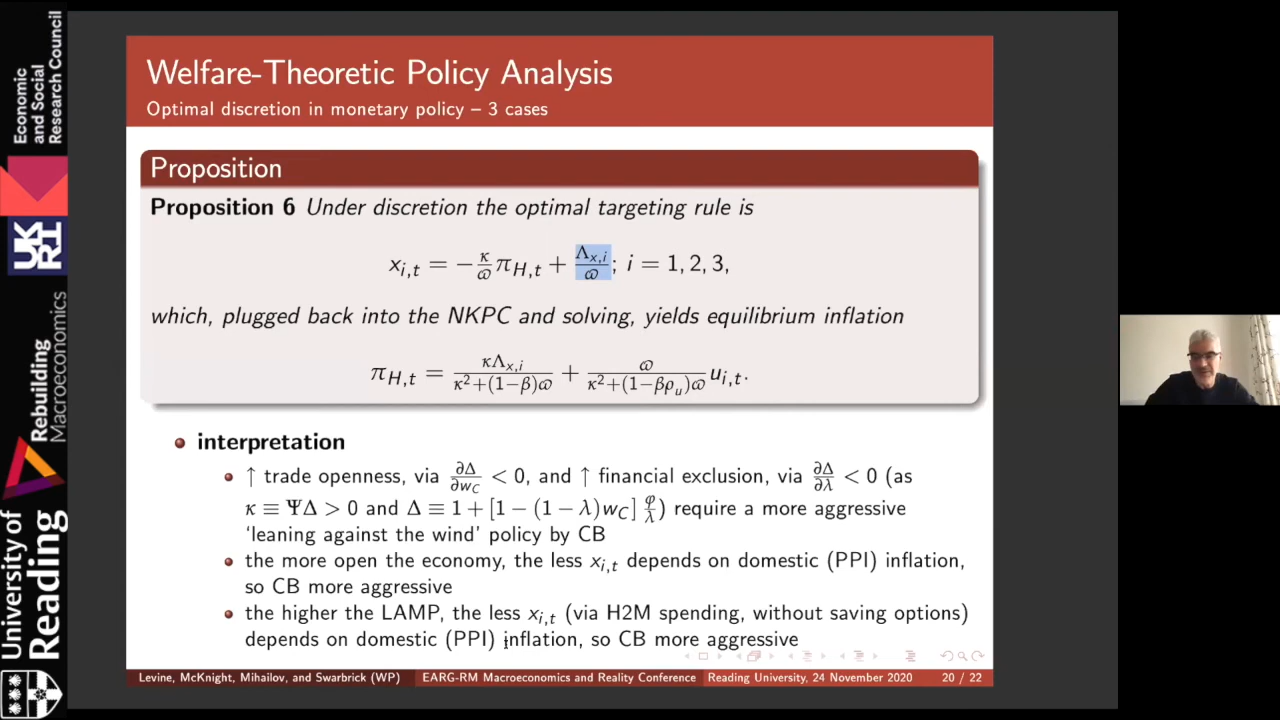 Economic
and Social
Research Council
UKRI
Rebuilding
Macroeconomics
University of
Reading
Welfare-Theoretic Policy Analysis
Optimal discretion in monetary policy – 3 cases
Proposition
Proposition 6 Under discretion the optimal targeting rule is
x_{i,t} = −κ/ϖ π_{H,t} + Λ_{x,i}/ϖ; i = 1, 2, 3,
which, plugged back into the NKPC and solving, yields equilibrium inflation
π_{H,t} = κΛ_{x,i}/(κ²+(1−β)ϖ) + ϖ/(κ²+(1−βρ_u)ϖ) u_{i,t}.
interpretation
↑ trade openness, via ∂Δ/∂w_C < 0, and ↑ financial exclusion, via ∂Δ/∂λ < 0 (as
κ ≡ ΨΔ > 0 and Δ ≡ 1 + [1 − (1 − λ)w_C] φ/λ) require a more aggressive
‘leaning against the wind’ policy by CB
the more open the economy, the less x_{i,t} depends on domestic (PPI) inflation,
so CB more aggressive
the higher the LAMP, the less x_{i,t} (via H2M spending, without saving options)
depends on domestic (PPI) inflation, so CB more aggressive
Levine, McKnight, Mihailov, and Swarbrick (WP) EARG-RM Macroeconomics and Reality Conference Reading University, 24 November 2020 20 / 22